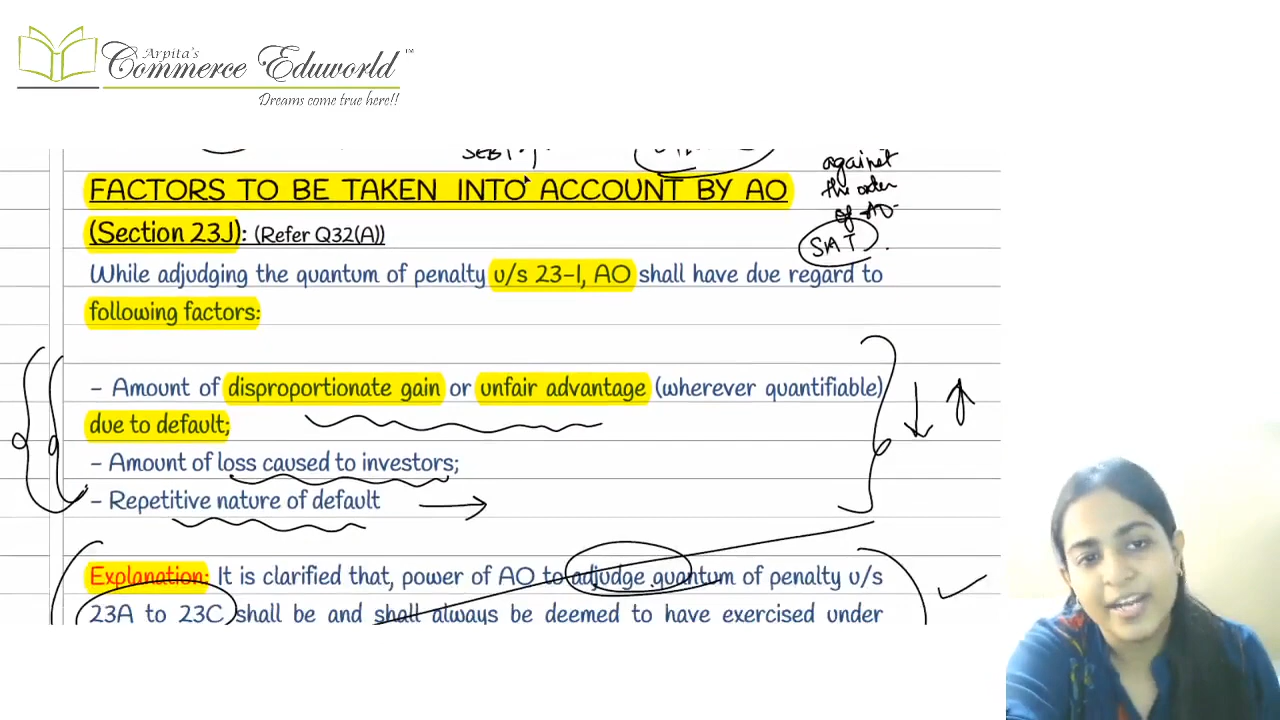 Arpita's
Commerce Eduworld™
Dreams come true here!!
SEBI
against
the order
of AO
SAT
FACTORS TO BE TAKEN INTO ACCOUNT BY AO
(Section 23J): (Refer Q32(A))
While adjudging the quantum of penalty u/s 23-I, AO shall have due regard to
following factors:
- Amount of disproportionate gain or unfair advantage (wherever quantifiable)
due to default;
- Amount of loss caused to investors;
- Repetitive nature of default
Explanation: It is clarified that, power of AO to adjudge quantum of penalty u/s
23A to 23C shall be and shall always be deemed to have exercised under